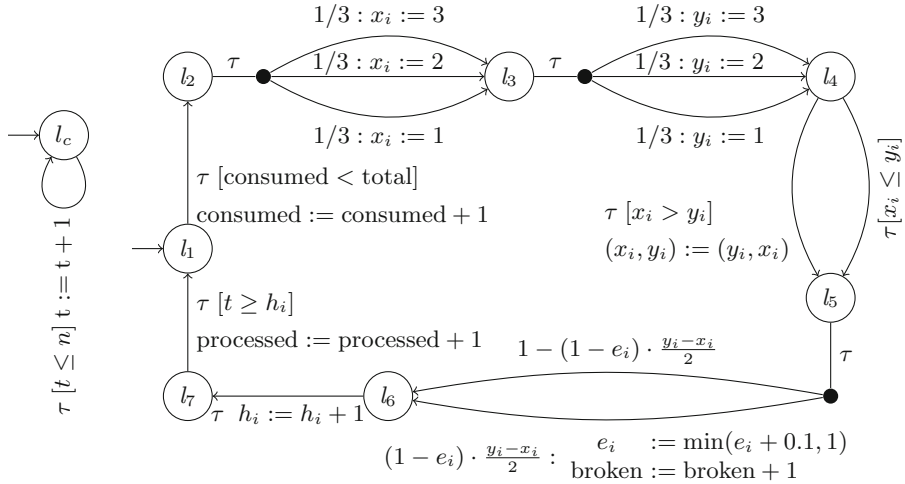 1/3 : x_i := 3
1/3 : y_i := 3
l_2
τ
1/3 : x_i := 2
l_3
τ
1/3 : y_i := 2
l_4
1/3 : x_i := 1
1/3 : y_i := 1
l_c
τ [t ≤ n] t := t + 1
τ [consumed < total]
consumed := consumed + 1
τ [x_i > y_i]
(x_i, y_i) := (y_i, x_i)
τ [x_i ≤ y_i]
l_1
l_5
τ [t ≥ h_i]
processed := processed + 1
1 − (1 − e_i) · \frac{y_i − x_i}{2}
τ
l_7
τ h_i := h_i + 1
l_6
(1 − e_i) · \frac{y_i − x_i}{2} : e_i := min(e_i + 0.1, 1)
broken := broken + 1